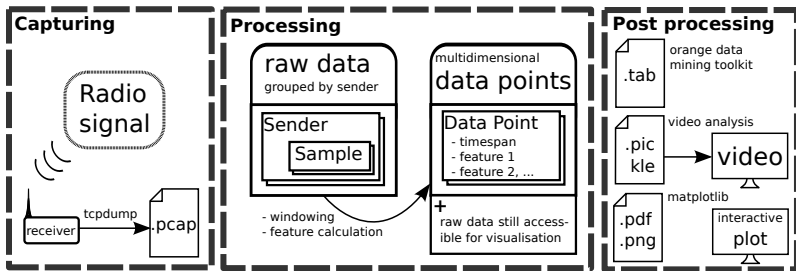 Capturing
Radio
signal
receiver
tcpdump
.pcap
Processing
raw data
grouped by sender
Sender
Sample
- windowing
- feature calculation
multidimensional
data points
Data Point
- timespan
- feature 1
- feature 2, ...
+
raw data still access-
ible for visualisation
Post processing
.tab
orange data
mining toolkit
.pic
kle
video analysis
video
matplotlib
.pdf
.png
interactive
plot